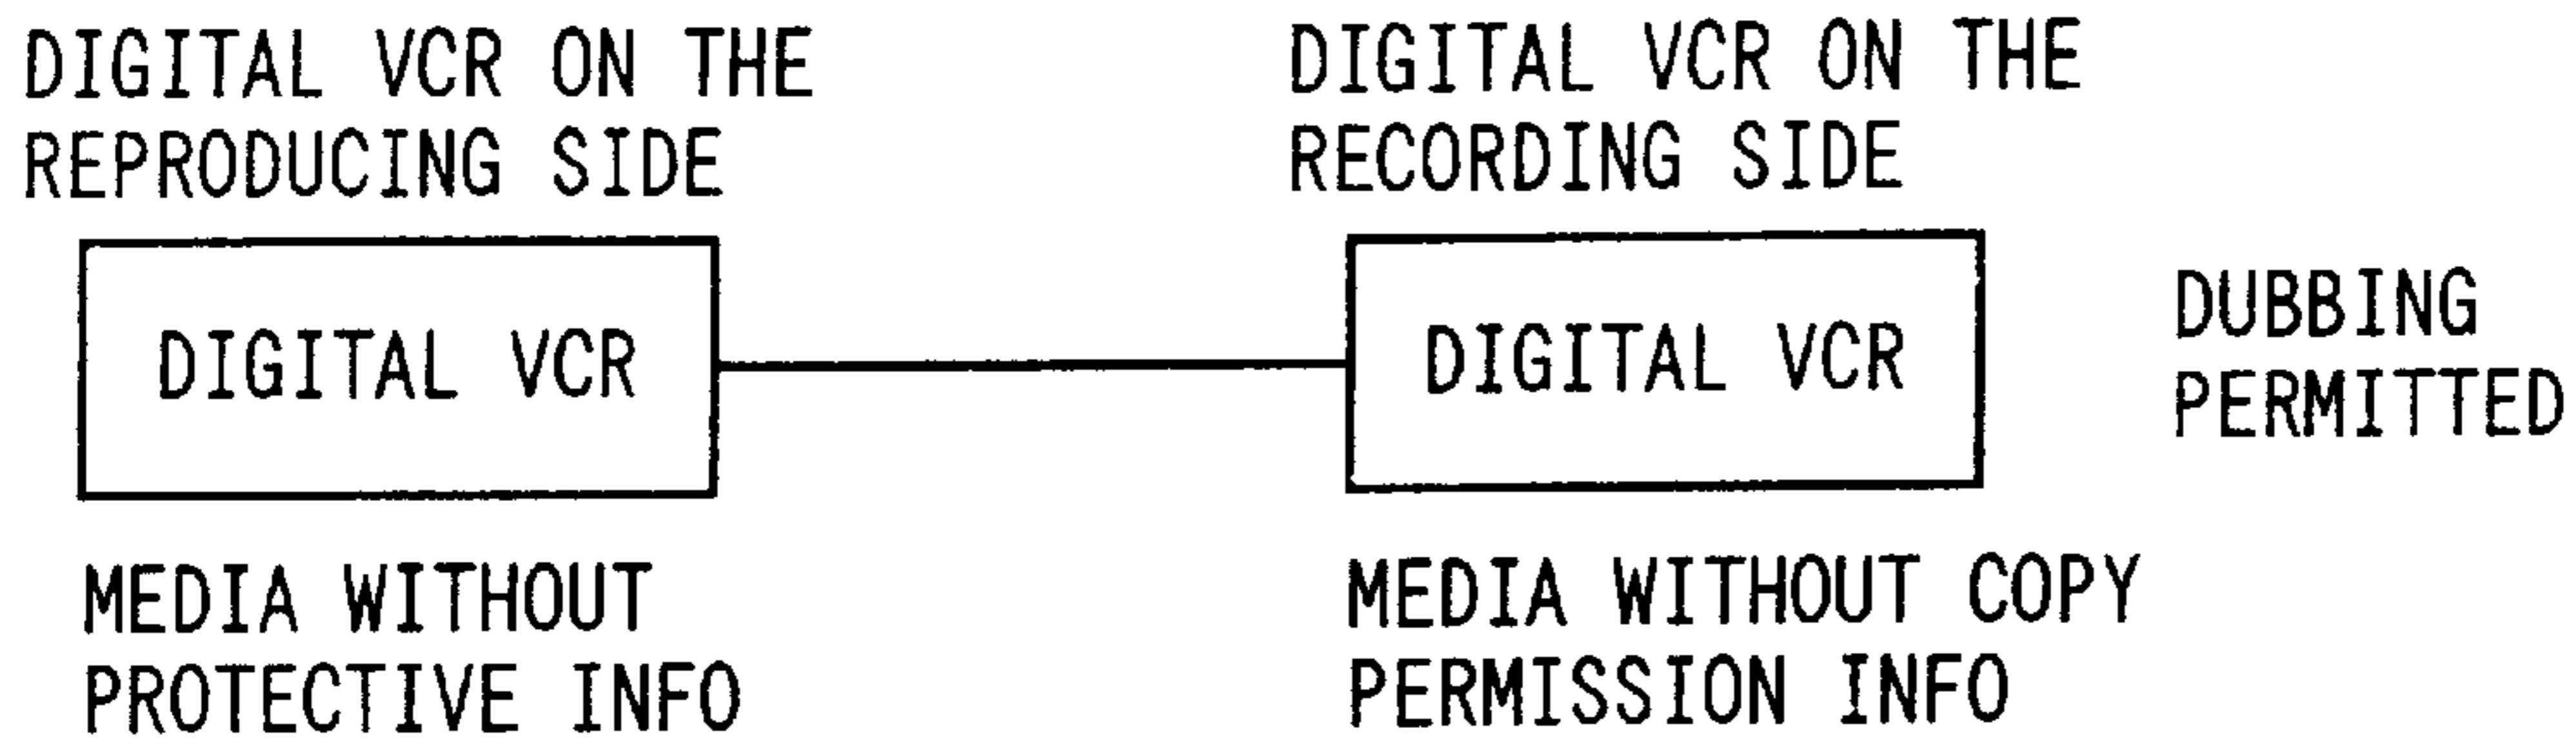 DIGITAL VCR ON THE
REPRODUCING SIDE
DIGITAL VCR
MEDIA WITHOUT
PROTECTIVE INFO
DIGITAL VCR ON THE
RECORDING SIDE
DIGITAL VCR
MEDIA WITHOUT COPY
PERMISSION INFO
DUBBING
PERMITTED